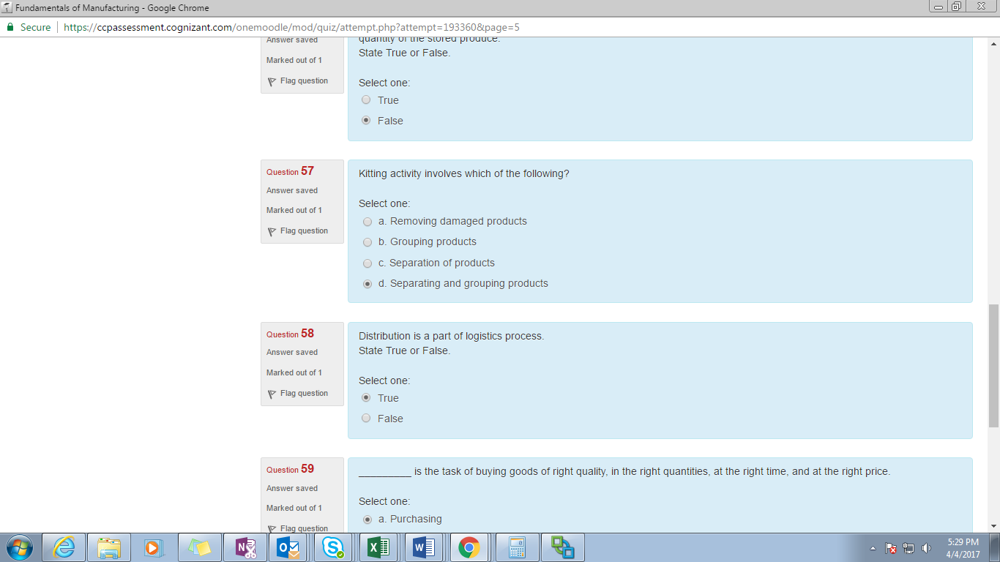 Fundamentals of Manufacturing - Google Chrome
Secure https://ccpassessment.cognizant.com/onemoodle/mod/quiz/attempt.php?attempt=193360&page=5
Answer saved
Marked out of 1
Flag question
quantity of the stored produce.
State True or False.
Select one:
True
False
Question 57
Answer saved
Marked out of 1
Flag question
Kitting activity involves which of the following?
Select one:
a. Removing damaged products
b. Grouping products
c. Separation of products
d. Separating and grouping products
Question 58
Answer saved
Marked out of 1
Flag question
Distribution is a part of logistics process.
State True or False.
Select one:
True
False
Question 59
Answer saved
Marked out of 1
Flag question
_________ is the task of buying goods of right quality, in the right quantities, at the right time, and at the right price.
Select one:
a. Purchasing
5:29 PM
4/4/2017